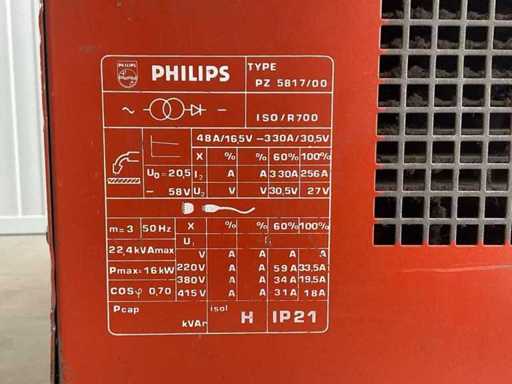 PHILIPS
PHILIPS
TYPE
PZ 5817/00
~ –
ISO/R700
48A/16,5V – 330A/30,5V
X % % 60% 100%
U₀=20,5 I₂ A A 330A 256A
– 58V U₂ V V 30,5V 27V
m=3 50Hz X % % 60% 100%
U₁ I₁
22,4kVAmax V A A A A
Pmax=16kW 220V A A 59A 33,5A
380V A A 34A 19,5A
COSφ 0,70 415V A A 31A 18A
Pcap kVAr isol H IP21